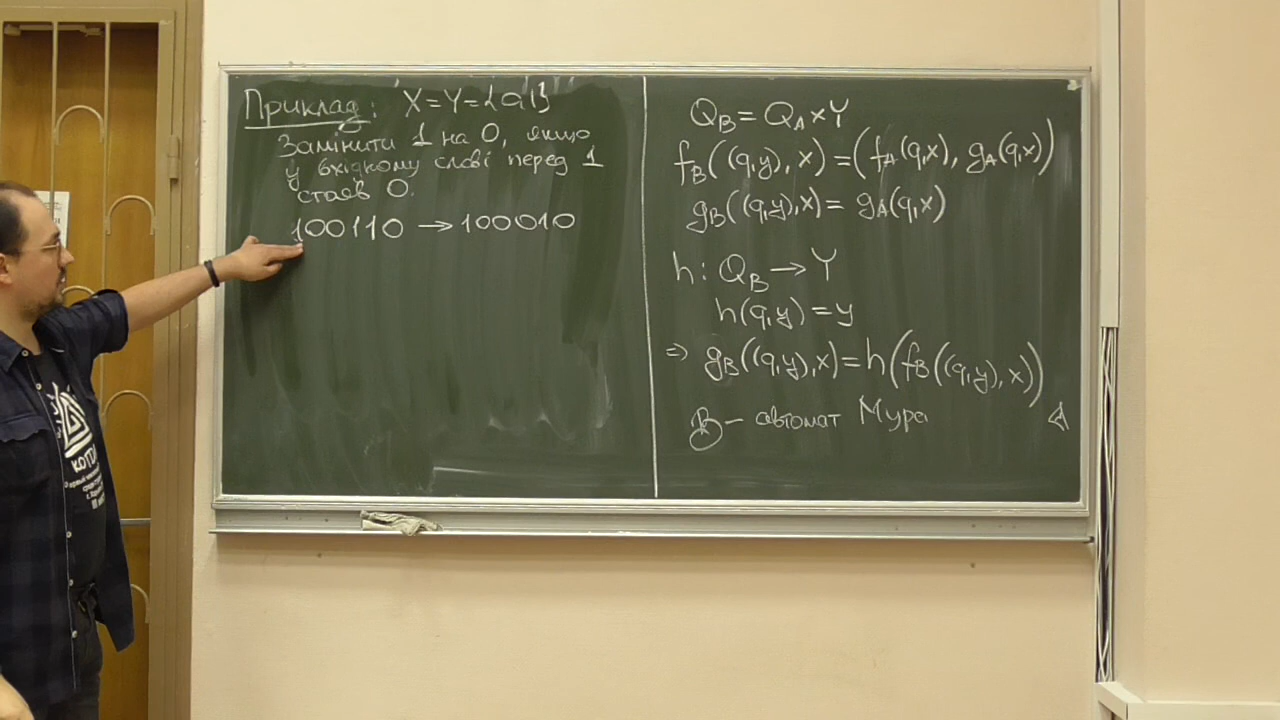 Приклад: X=Y={0,1}
Замінити 1 на 0, якщо
у вхідному слові перед 1
стояв 0.
100110 → 100010
Q_B = Q_A × Y
f_B((q,y), x) = (f_A(q,x), g_A(q,x))
g_B((q,y),x) = g_A(q,x)
h: Q_B → Y
h(q,y) = y
⇒ g_B((q,y),x) = h(f_B((q,y), x))
B – автомат Мура